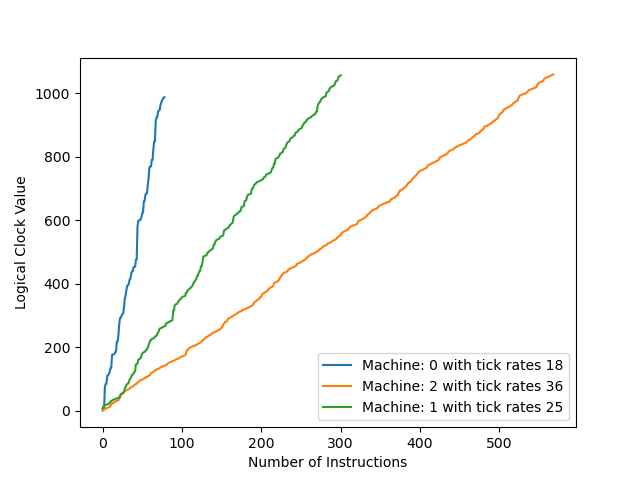 1000
800
600
400
200
0
Logical Clock Value
Machine: 0 with tick rates 18
Machine: 2 with tick rates 36
Machine: 1 with tick rates 25
0 100 200 300 400 500
Number of Instructions